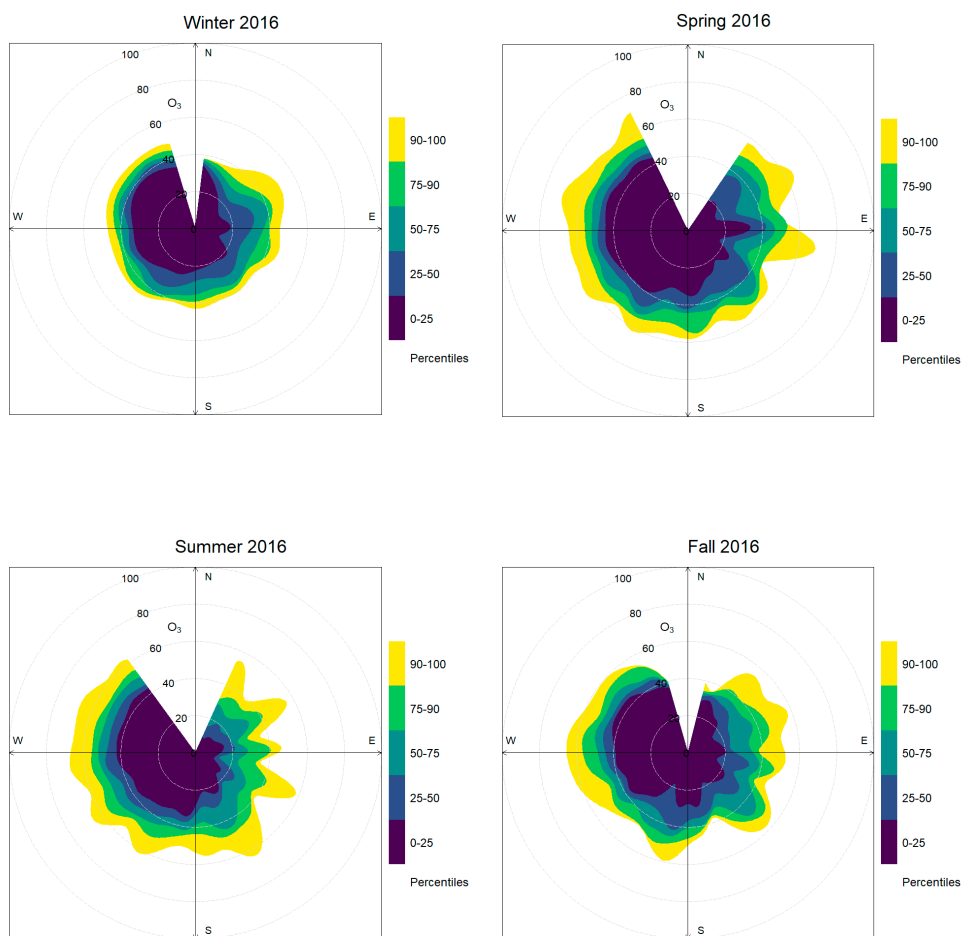 Winter 2016
100
N
80
O₃
60
40
20
0
W
E
S
90-100
75-90
50-75
25-50
0-25
Percentiles
Spring 2016
100
N
80
O₃
60
40
20
0
W
E
S
90-100
75-90
50-75
25-50
0-25
Percentiles
Summer 2016
100
N
80
O₃
60
40
20
0
W
E
S
90-100
75-90
50-75
25-50
0-25
Percentiles
Fall 2016
100
N
80
O₃
60
40
20
0
W
E
S
90-100
75-90
50-75
25-50
0-25
Percentiles